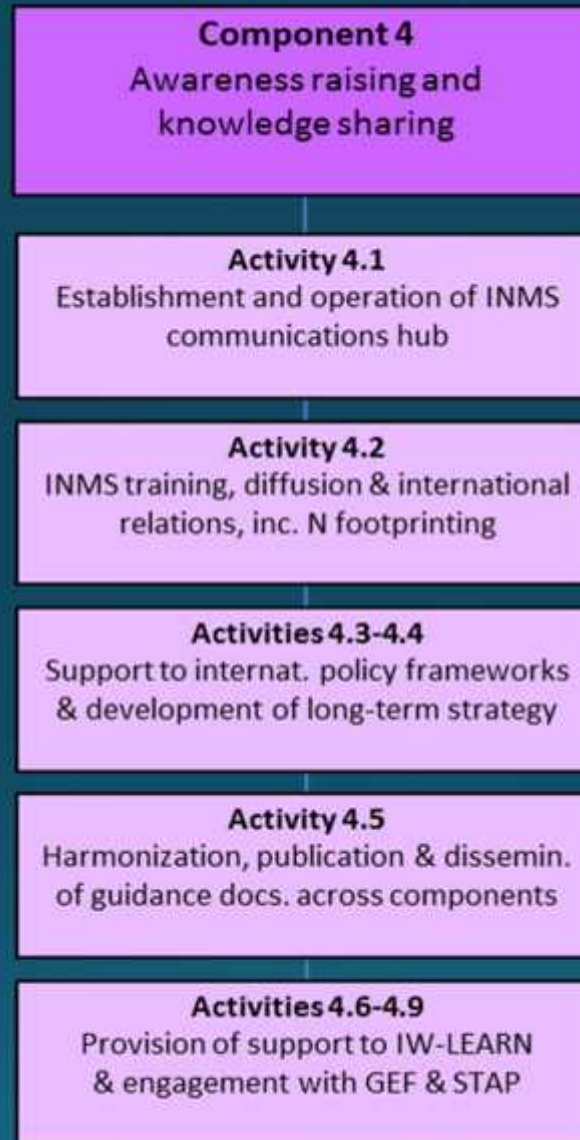 Component 4
Awareness raising and
knowledge sharing
Activity 4.1
Establishment and operation of INMS
communications hub
Activity 4.2
INMS training, diffusion & international
relations, inc. N footprinting
Activities 4.3-4.4
Support to internat. policy frameworks
& development of long-term strategy
Activity 4.5
Harmonization, publication & dissemin.
of guidance docs. across components
Activities 4.6-4.9
Provision of support to IW-LEARN
& engagement with GEF & STAP